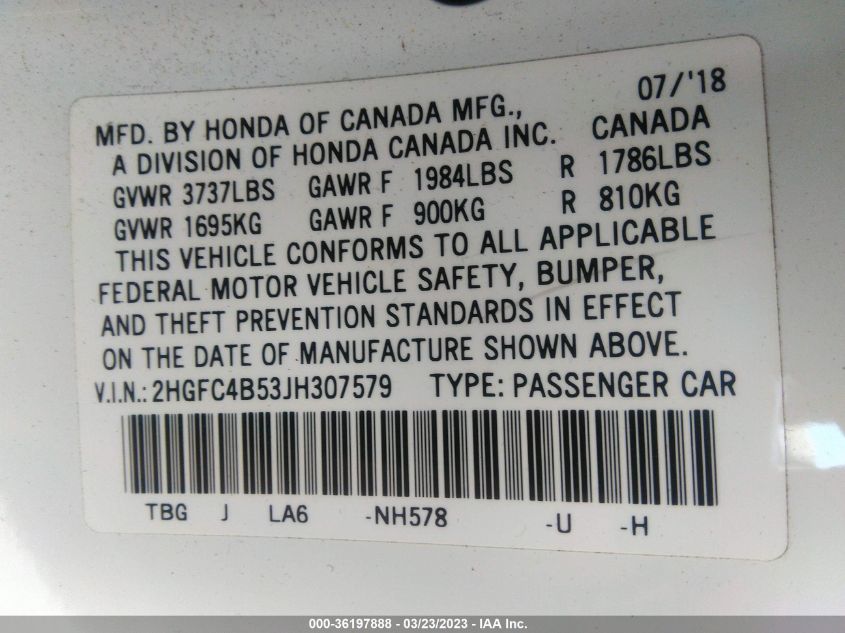 07/'18
MFD. BY HONDA OF CANADA MFG.,
A DIVISION OF HONDA CANADA INC. CANADA
GVWR 3737LBS GAWR F 1984LBS R 1786LBS
GVWR 1695KG GAWR F 900KG R 810KG
THIS VEHICLE CONFORMS TO ALL APPLICABLE
FEDERAL MOTOR VEHICLE SAFETY, BUMPER,
AND THEFT PREVENTION STANDARDS IN EFFECT
ON THE DATE OF MANUFACTURE SHOWN ABOVE.
V.I.N.: 2HGFC4B53JH307579 TYPE: PASSENGER CAR
TBG J LA6 -NH578 -U -H
000-36197888 - 03/23/2023 - IAA Inc.